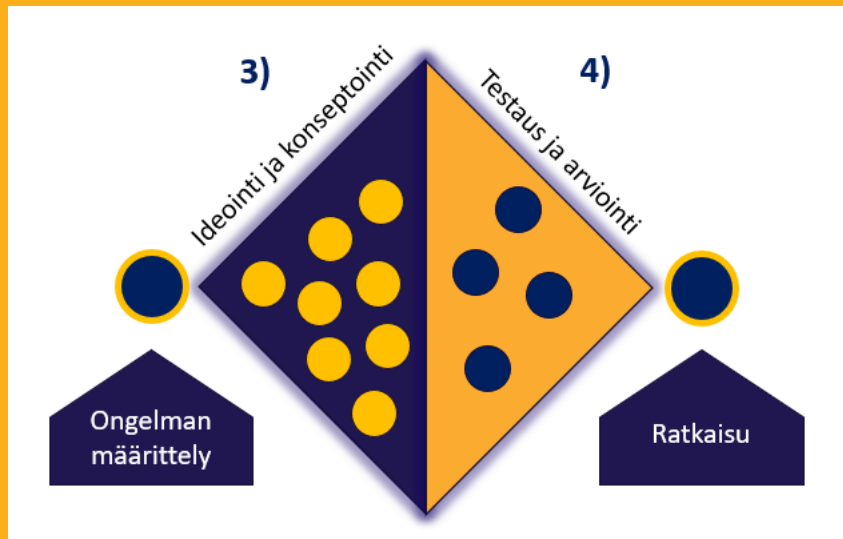 3)
Ideointi ja konseptointi
4)
Testaus ja arviointi
Ongelman
määrittely
Ratkaisu